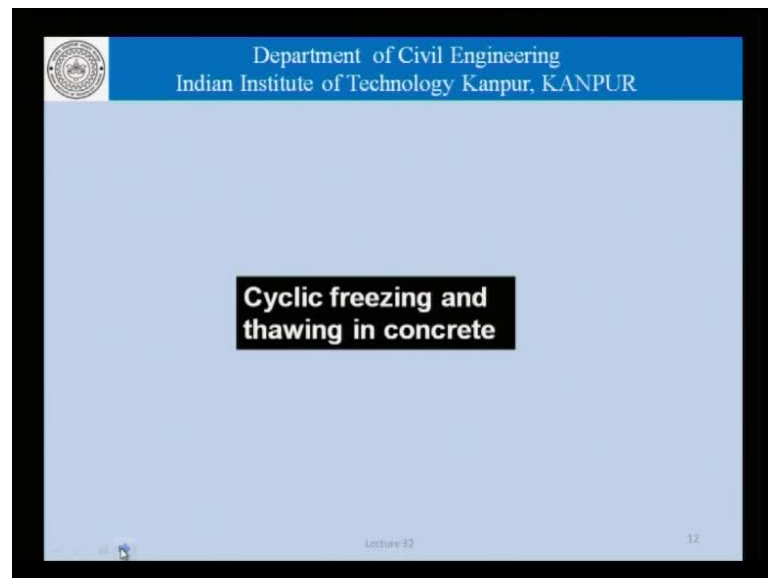 Department of Civil Engineering
Indian Institute of Technology Kanpur, KANPUR
Cyclic freezing and
thawing in concrete
Lecture 32
12